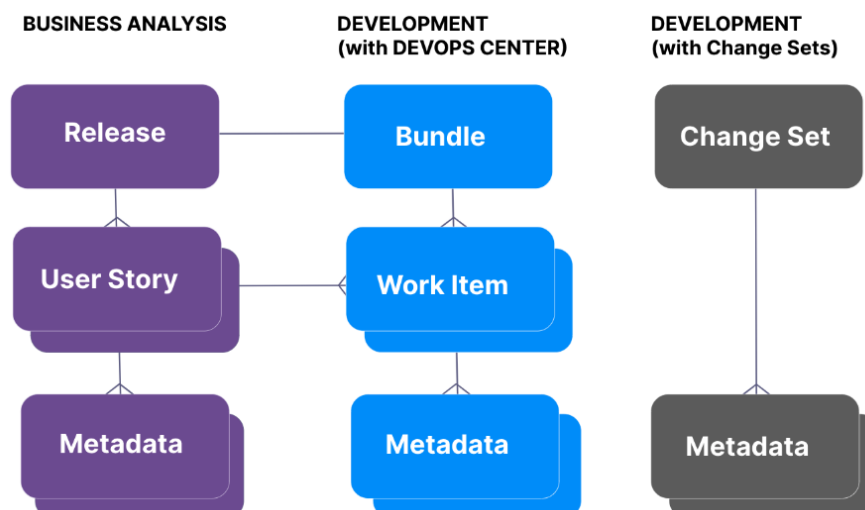 BUSINESS ANALYSIS
DEVELOPMENT
(with DEVOPS CENTER)
DEVELOPMENT
(with Change Sets)
Release
Bundle
Change Set
User Story
Work Item
Metadata
Metadata
Metadata